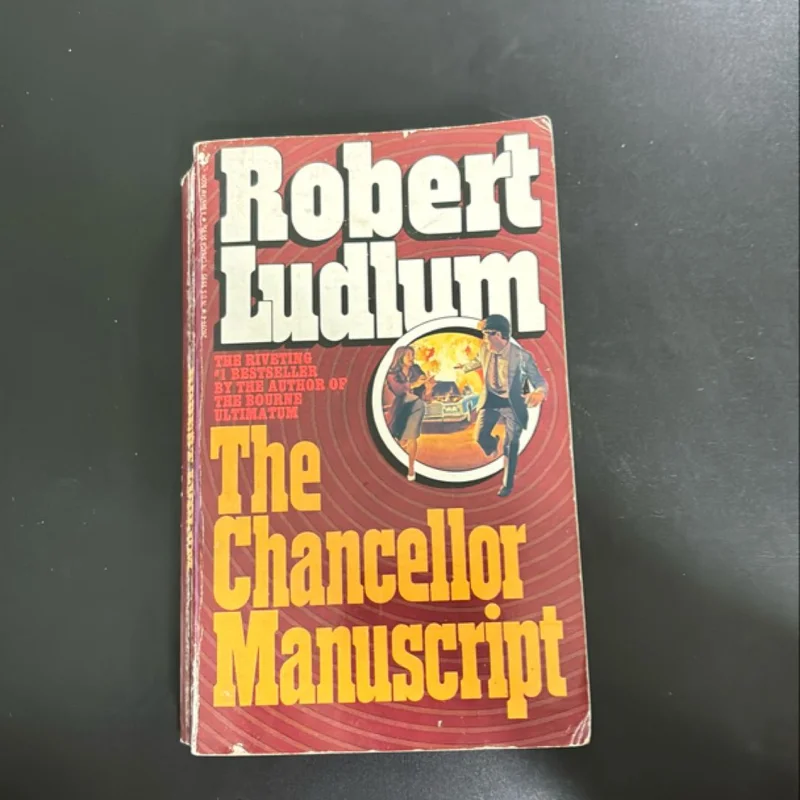 Robert
Ludlum
THE RIVETING
#1 BESTSELLER
BY THE AUTHOR OF
THE BOURNE
ULTIMATUM
The
Chancellor
Manuscript